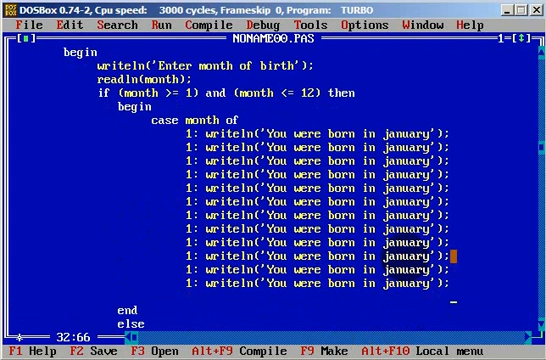 DOSBox 0.74-2, Cpu speed: 3000 cycles, Frameskip 0, Program: TURBO
File Edit Search Run Compile Debug Tools Options Window Help
[■] NONAME00.PAS 1=[↕]
begin
writeln('Enter month of birth');
readln(month);
if (month >= 1) and (month <= 12) then
begin
case month of
1: writeln('You were born in january');
1: writeln('You were born in january');
1: writeln('You were born in january');
1: writeln('You were born in january');
1: writeln('You were born in january');
1: writeln('You were born in january');
1: writeln('You were born in january');
1: writeln('You were born in january');
1: writeln('You were born in january');
1: writeln('You were born in january');
1: writeln('You were born in january');
1: writeln('You were born in january');
end
else
32:66
F1 Help F2 Save F3 Open Alt+F9 Compile F9 Make Alt+F10 Local menu